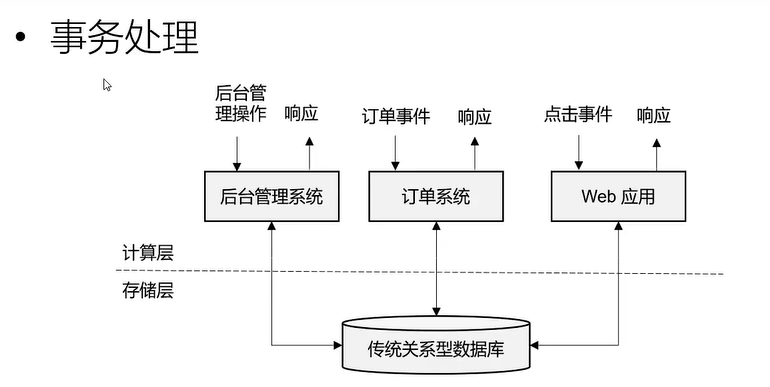 • 事务处理
后台管
理操作
响应
订单事件
响应
点击事件
响应
后台管理系统
订单系统
Web 应用
计算层
存储层
传统关系型数据库